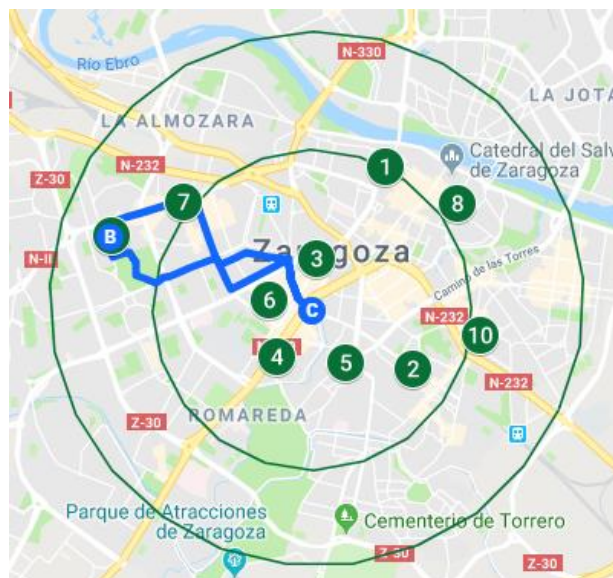 Río Ebro
N-330
LA JOTA
LA ALMOZARA
N-232
1
Catedral del Salv
de Zaragoza
Z-30
7
8
B
Zaragoza
N-II
3
Camino de las Torres
6
C
N-232
10
4
5
2
N-232
ROMAREDA
Z-30
Parque de Atracciones
de Zaragoza
Cementerio de Torrero
Z-30
Z-30